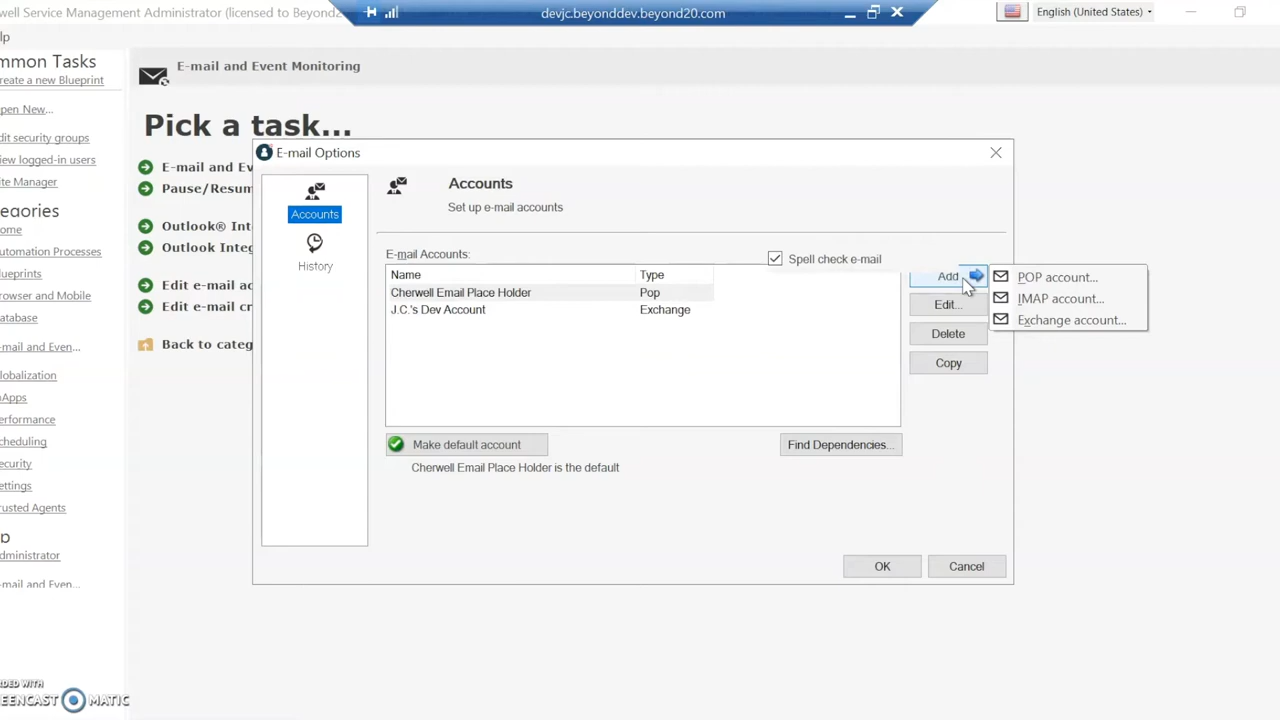 well Service Management Administrator (licensed to Beyond2
devjc.beyonddev.beyond20.com
English (United States)
lp
mmon Tasks
reate a new Blueprint
pen New...
dit security groups
iew logged-in users
ite Manager
tegories
ome
utomation Processes
lueprints
rowser and Mobile
atabase
-mail and Even...
lobalization
nApps
erformance
cheduling
ecurity
ettings
rusted Agents
p
dministrator
-mail and Even...
E-mail and Event Monitoring
Pick a task...
E-mail and Ev
Pause/Resum
Outlook® Int
Outlook Integ
Edit e-mail ac
Edit e-mail cr
Back to categ
E-mail Options
Accounts
History
Accounts
Set up e-mail accounts
E-mail Accounts:
Spell check e-mail
Name Type
Cherwell Email Place Holder Pop
J.C.'s Dev Account Exchange
Add
Edit...
Delete
Copy
POP account...
IMAP account...
Exchange account...
Make default account
Find Dependencies...
Cherwell Email Place Holder is the default
OK
Cancel
RDED WITH
REENCAST MATIC